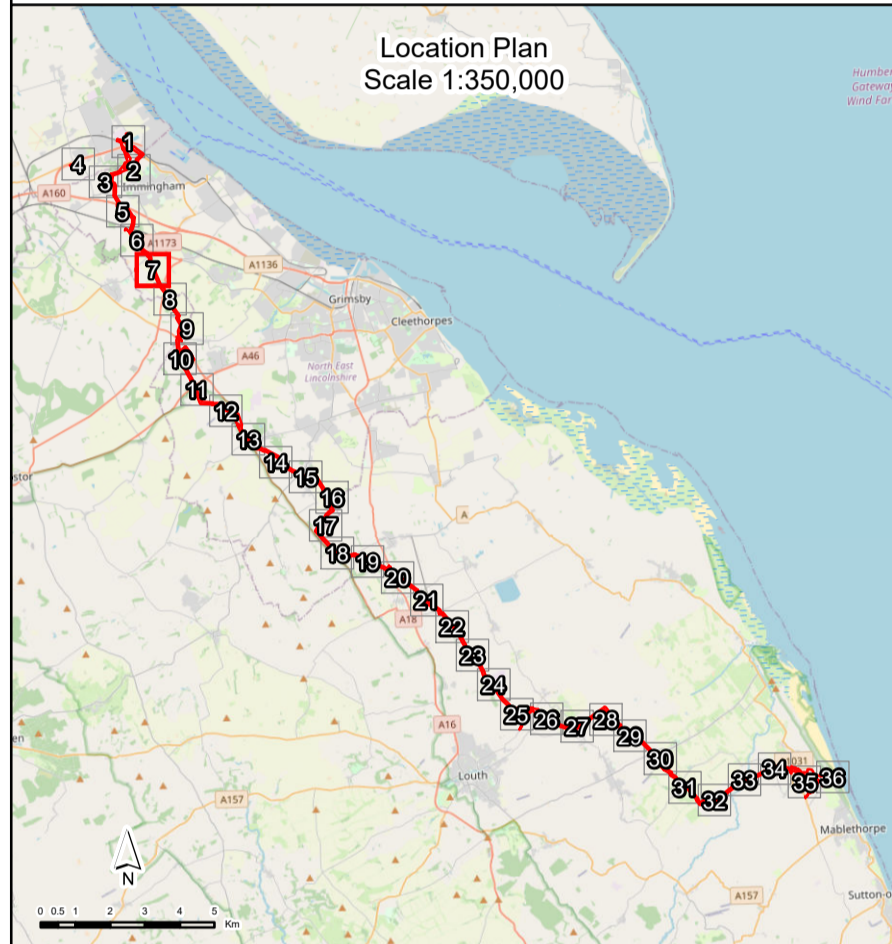 Location Plan
Scale 1:350,000
Humber
Gateway
Wind Far
1
4
2
3
Immingham
A160
5
6
A1173
7
A1136
8
Grimsby
9
Cleethorpes
10
A46
North East
Lincolnshire
11
12
13
14
15
stor
16
A
17
18
19
20
21
A18
22
23
24
25
26
28
27
A16
29
en
30
1031
34
36
Louth
33
35
31
A157
32
Mablethorpe
N
A157
Sutton-o
0 0.5 1 2 3 4 5
Km